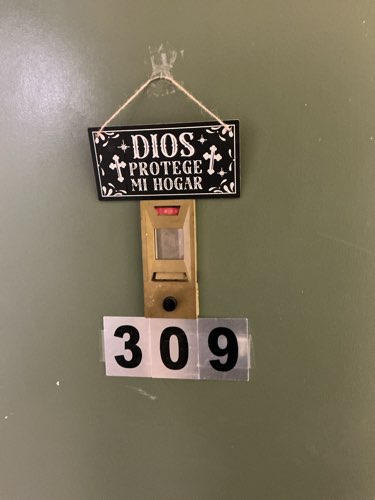 DIOS
PROTEGE
MI HOGAR
309